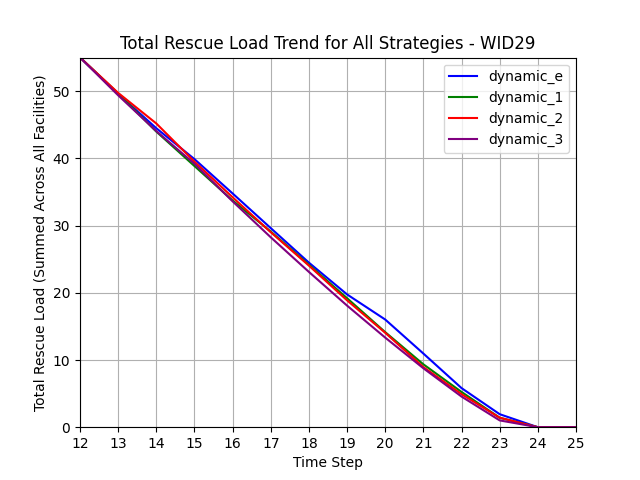 Total Rescue Load Trend for All Strategies - WID29
Total Rescue Load (Summed Across All Facilities)
50
40
30
20
10
0
dynamic_e
dynamic_1
dynamic_2
dynamic_3
12 13 14 15 16 17 18 19 20 21 22 23 24 25
Time Step